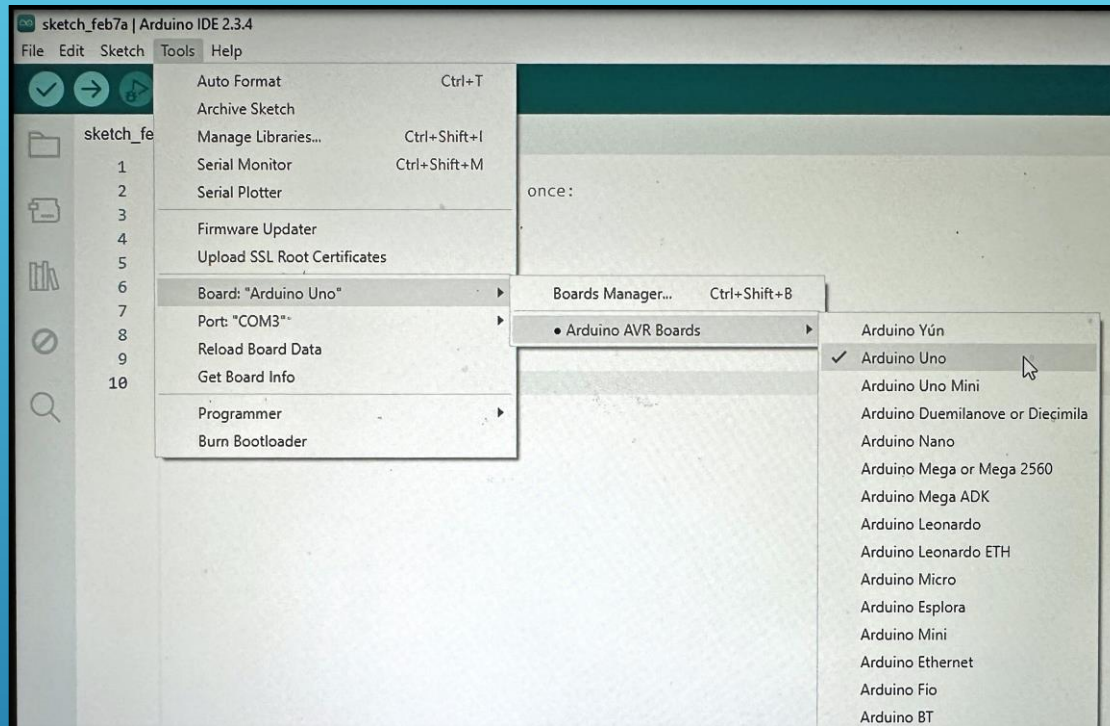 sketch_feb7a | Arduino IDE 2.3.4
File Edit Sketch Tools Help
sketch_fe
1
2
3
4
5
6
7
8
9
10
once:
Auto Format Ctrl+T
Archive Sketch
Manage Libraries... Ctrl+Shift+I
Serial Monitor Ctrl+Shift+M
Serial Plotter
Firmware Updater
Upload SSL Root Certificates
Board: "Arduino Uno"
Port: "COM3"
Reload Board Data
Get Board Info
Programmer
Burn Bootloader
Boards Manager... Ctrl+Shift+B
• Arduino AVR Boards
Arduino Yún
Arduino Uno
Arduino Uno Mini
Arduino Duemilanove or Diecimila
Arduino Nano
Arduino Mega or Mega 2560
Arduino Mega ADK
Arduino Leonardo
Arduino Leonardo ETH
Arduino Micro
Arduino Esplora
Arduino Mini
Arduino Ethernet
Arduino Fio
Arduino BT